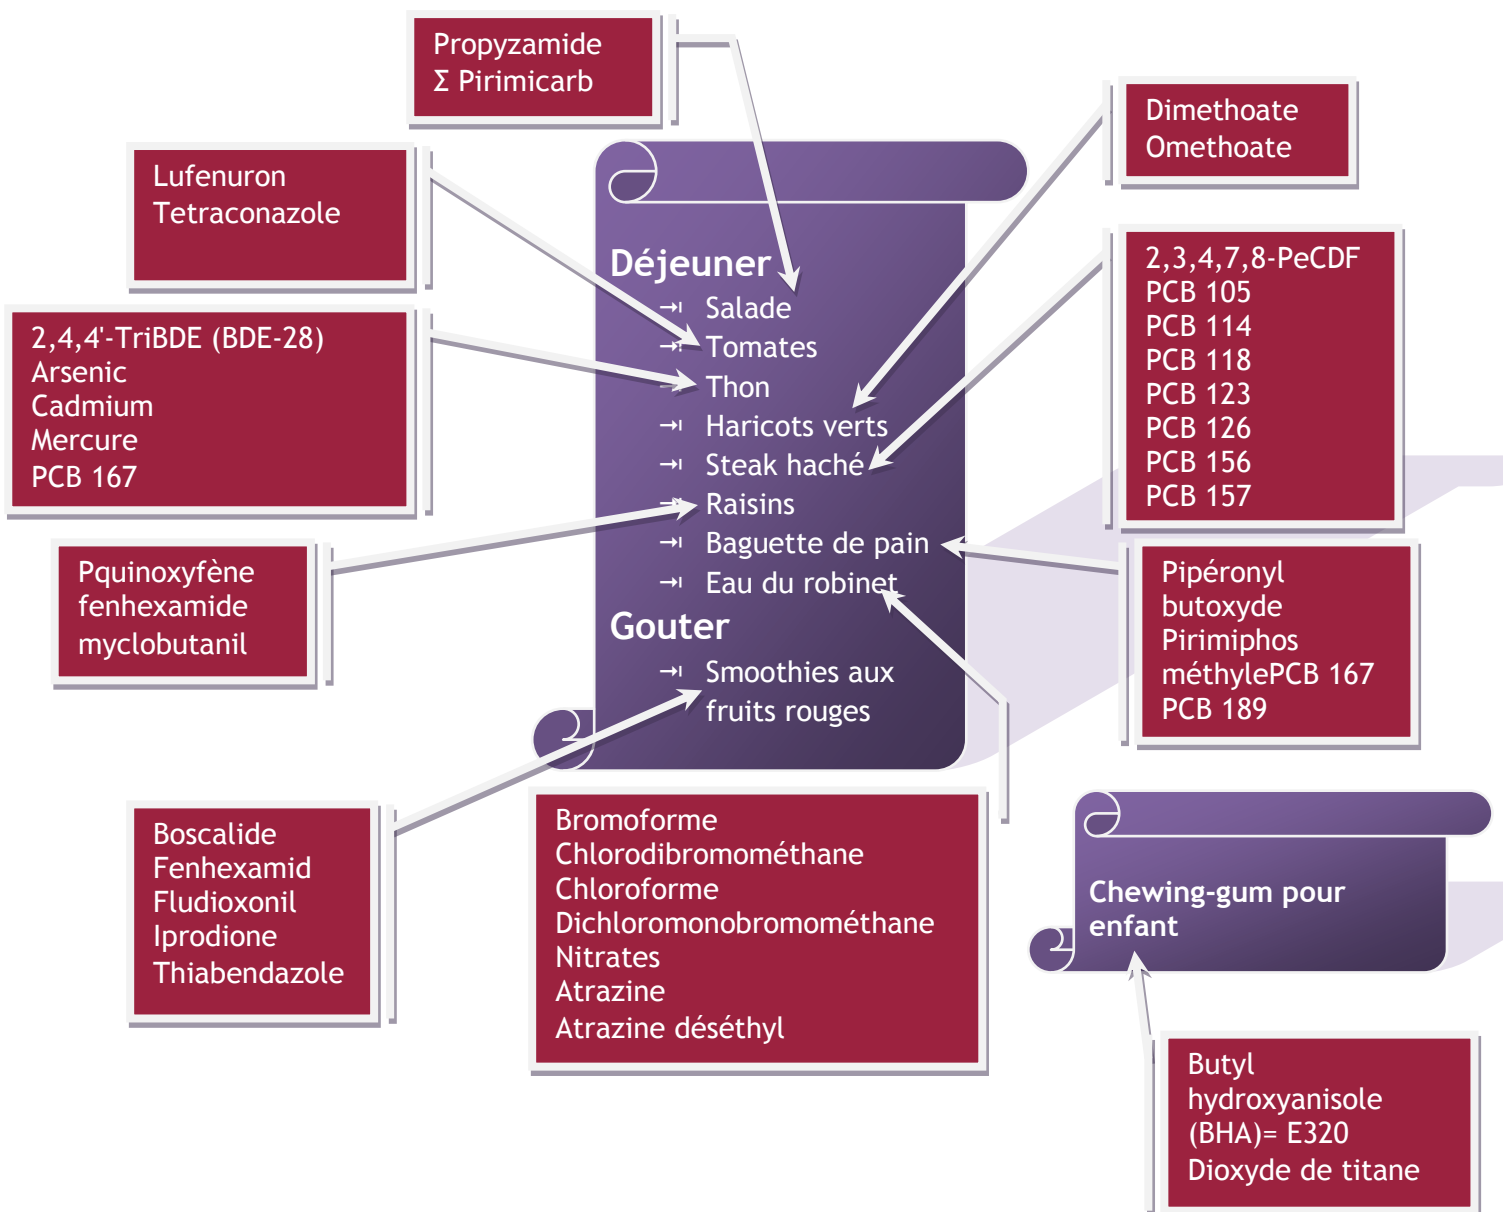 Propyzamide
Σ Pirimicarb
Dimethoate
Omethoate
Lufenuron
Tetraconazole
2,4,4'-TriBDE (BDE-28)
Arsenic
Cadmium
Mercure
PCB 167
Pquinoxyfène
fenhexamide
myclobutanil
Déjeuner
→ı Salade
→ı Tomates
→ı Thon
→ı Haricots verts
→ı Steak haché
→ı Raisins
→ı Baguette de pain
→ı Eau du robinet
Gouter
→ı Smoothies aux
fruits rouges
2,3,4,7,8-PeCDF
PCB 105
PCB 114
PCB 118
PCB 123
PCB 126
PCB 156
PCB 157
Pipéronyl
butoxyde
Pirimiphos
méthylePCB 167
PCB 189
Boscalide
Fenhexamid
Fludioxonil
Iprodione
Thiabendazole
Bromoforme
Chlorodibromométhane
Chloroforme
Dichloromonobromométhane
Nitrates
Atrazine
Atrazine déséthyl
Chewing-gum pour
enfant
Butyl
hydroxyanisole
(BHA)= E320
Dioxyde de titane